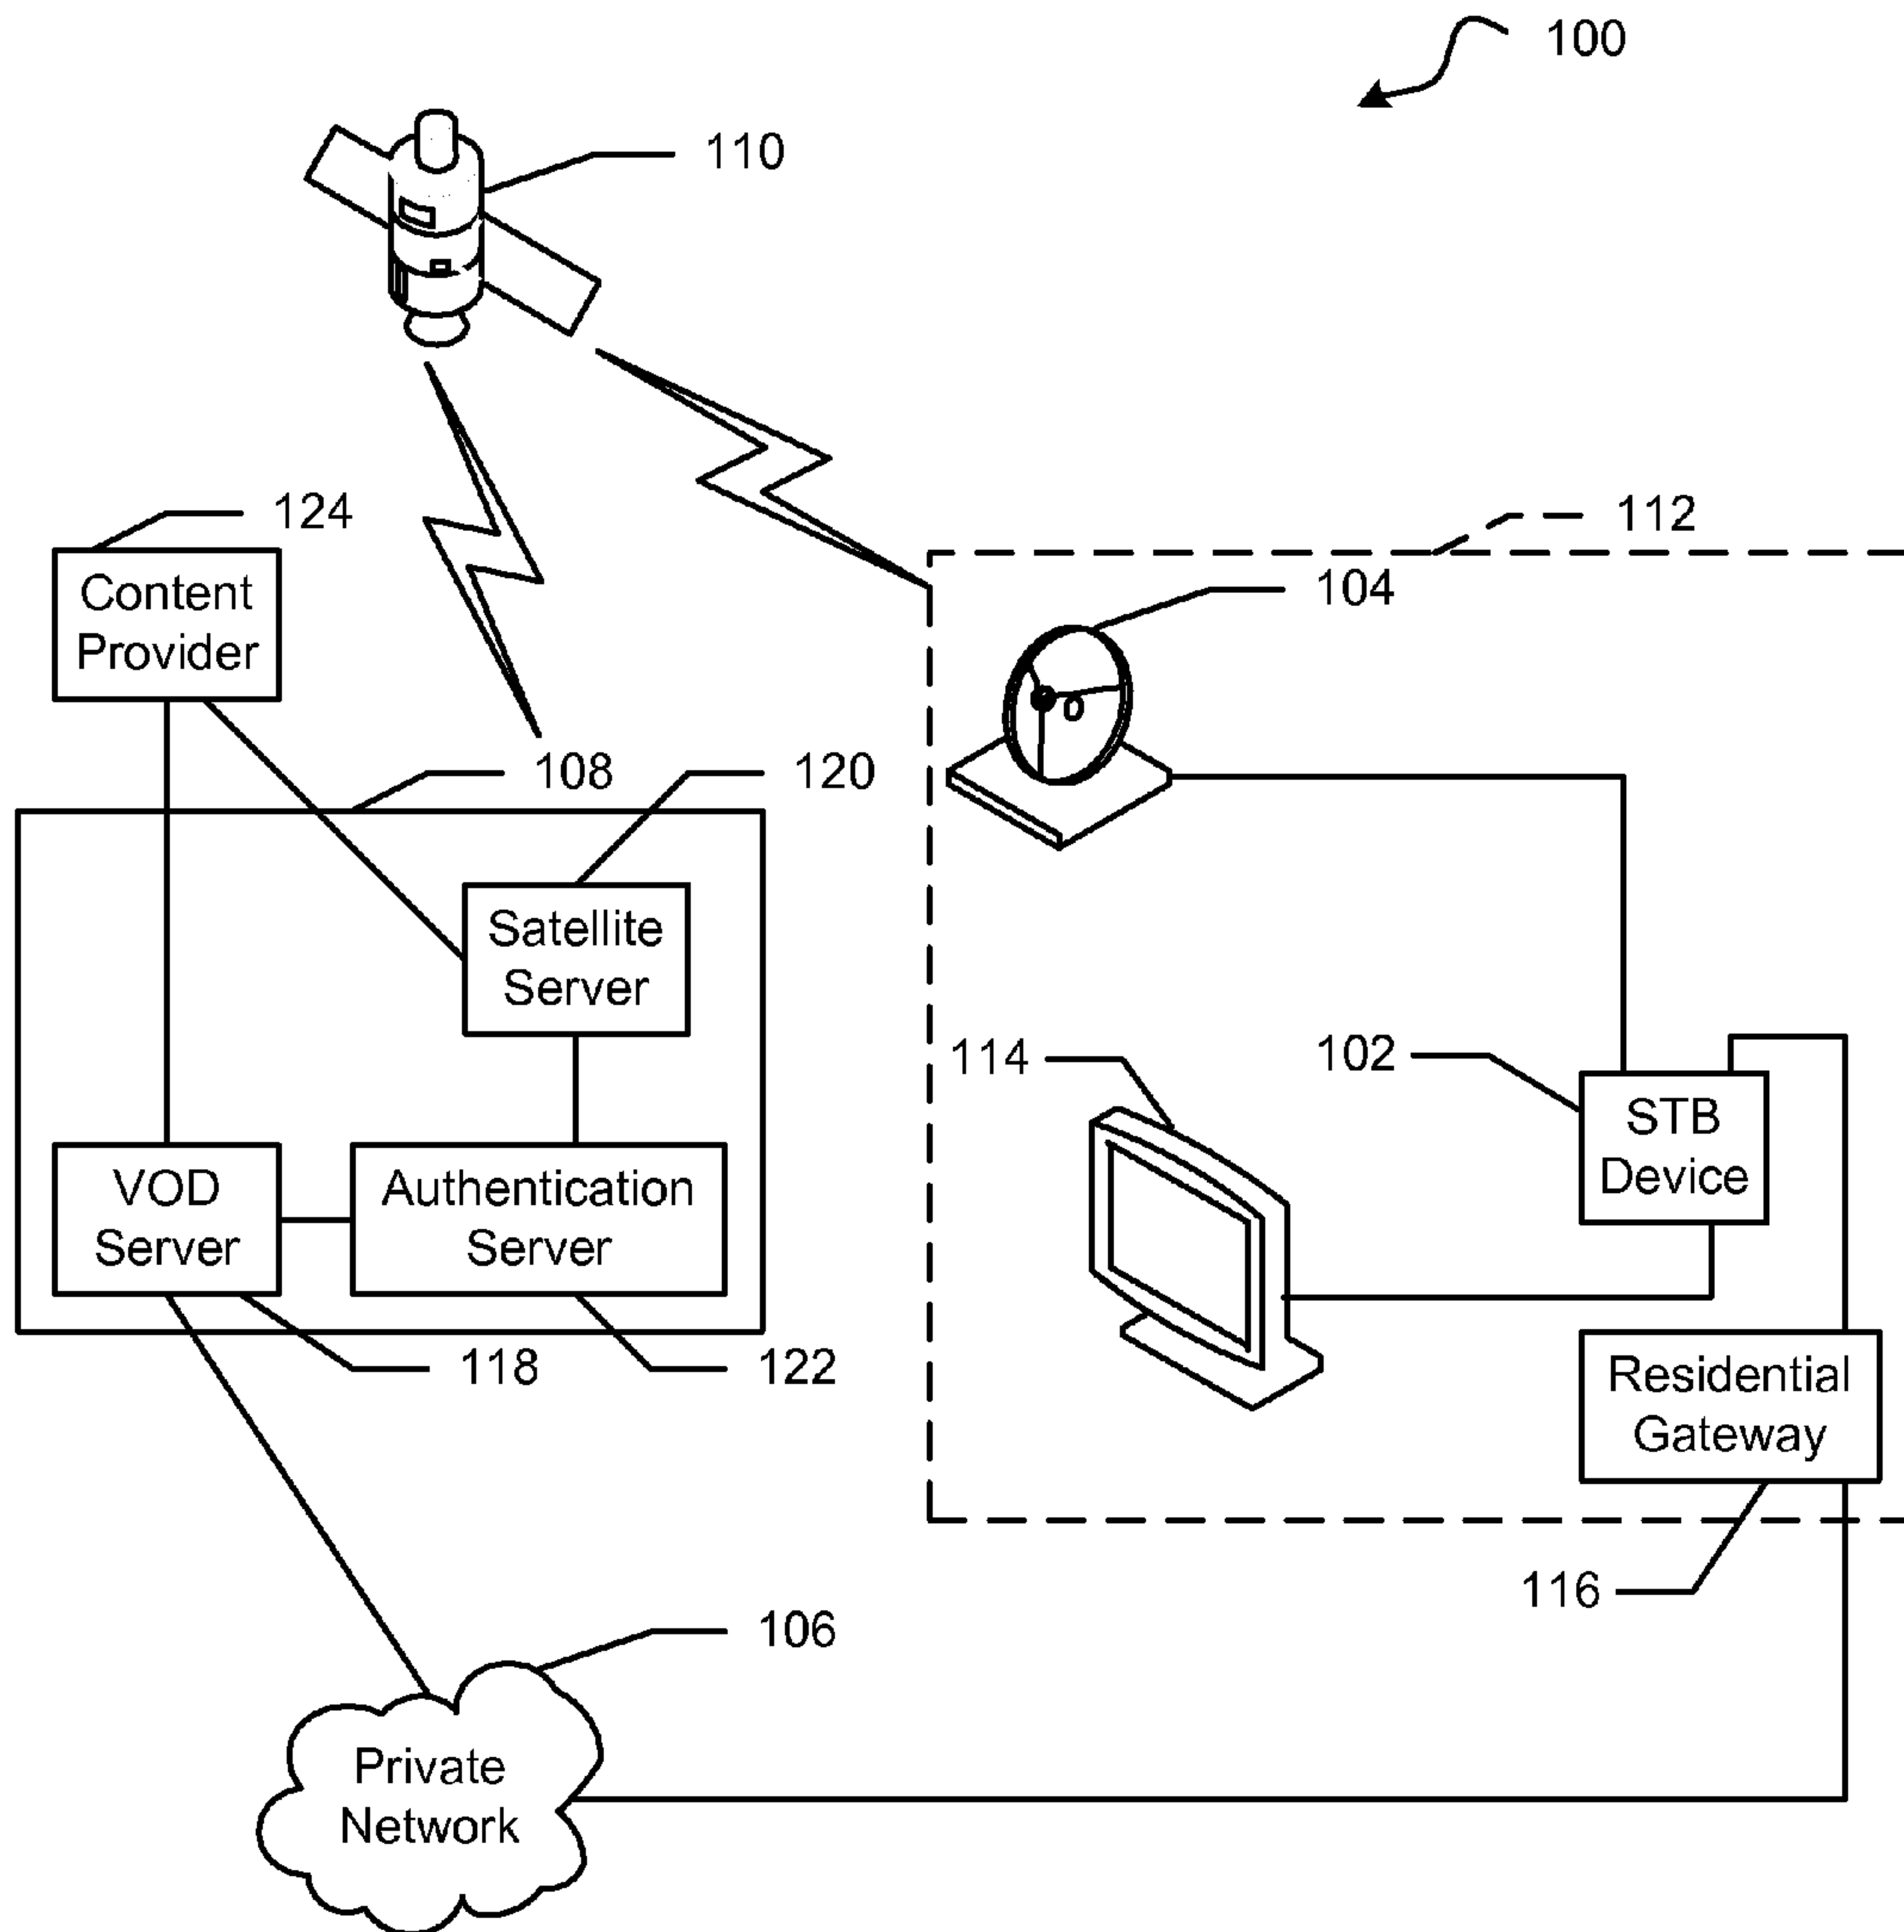 100
110
124
112
Content
Provider
104
108
120
Satellite
Server
114
102
STB
Device
VOD
Server
Authentication
Server
118
122
Residential
Gateway
116
106
Private
Network